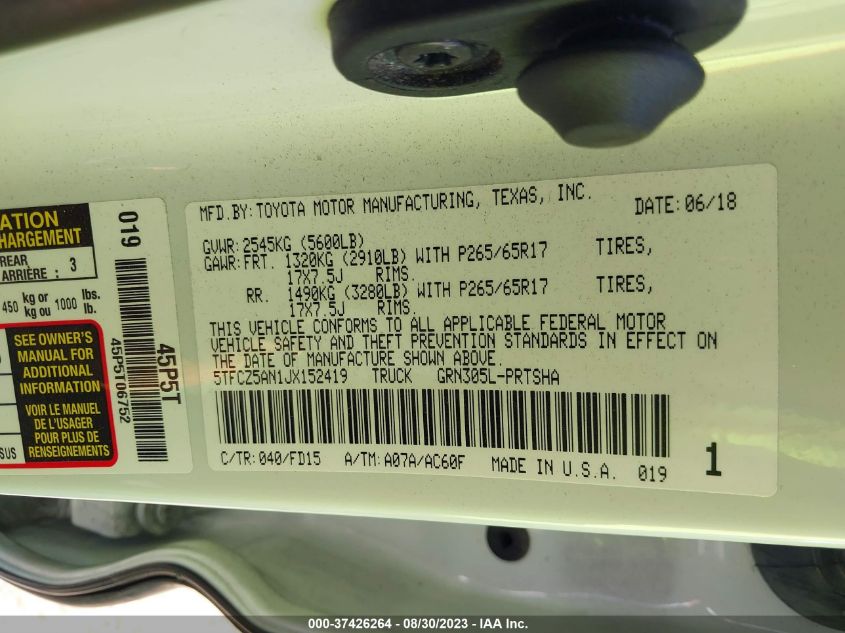 ATION
HARGEMENT
REAR
ARRIÈRE : 3
450 kg or 1000 lbs.
kg ou lb.
SEE OWNER'S
MANUAL FOR
ADDITIONAL
INFORMATION
VOIR LE MANUEL
DE L'USAGER
POUR PLUS DE
RENSEIGNEMENTS
SUS
019
45P5T06752
45P5T
MFD.BY:TOYOTA MOTOR MANUFACTURING, TEXAS, INC. DATE:06/18
GVWR:2545KG (5600LB)
GAWR:FRT. 1320KG (2910LB) WITH P265/65R17 TIRES,
17X7.5J RIMS.
RR. 1490KG (3280LB) WITH P265/65R17 TIRES,
17X7.5J RIMS.
THIS VEHICLE CONFORMS TO ALL APPLICABLE FEDERAL MOTOR
VEHICLE SAFETY AND THEFT PREVENTION STANDARDS IN EFFECT ON
THE DATE OF MANUFACTURE SHOWN ABOVE.
5TFCZ5AN1JX152419 TRUCK GRN305L-PRTSHA
C/TR:040/FD15 A/TM:A07A/AC60F MADE IN U.S.A. 019 1
000-37426264 - 08/30/2023 - IAA Inc.